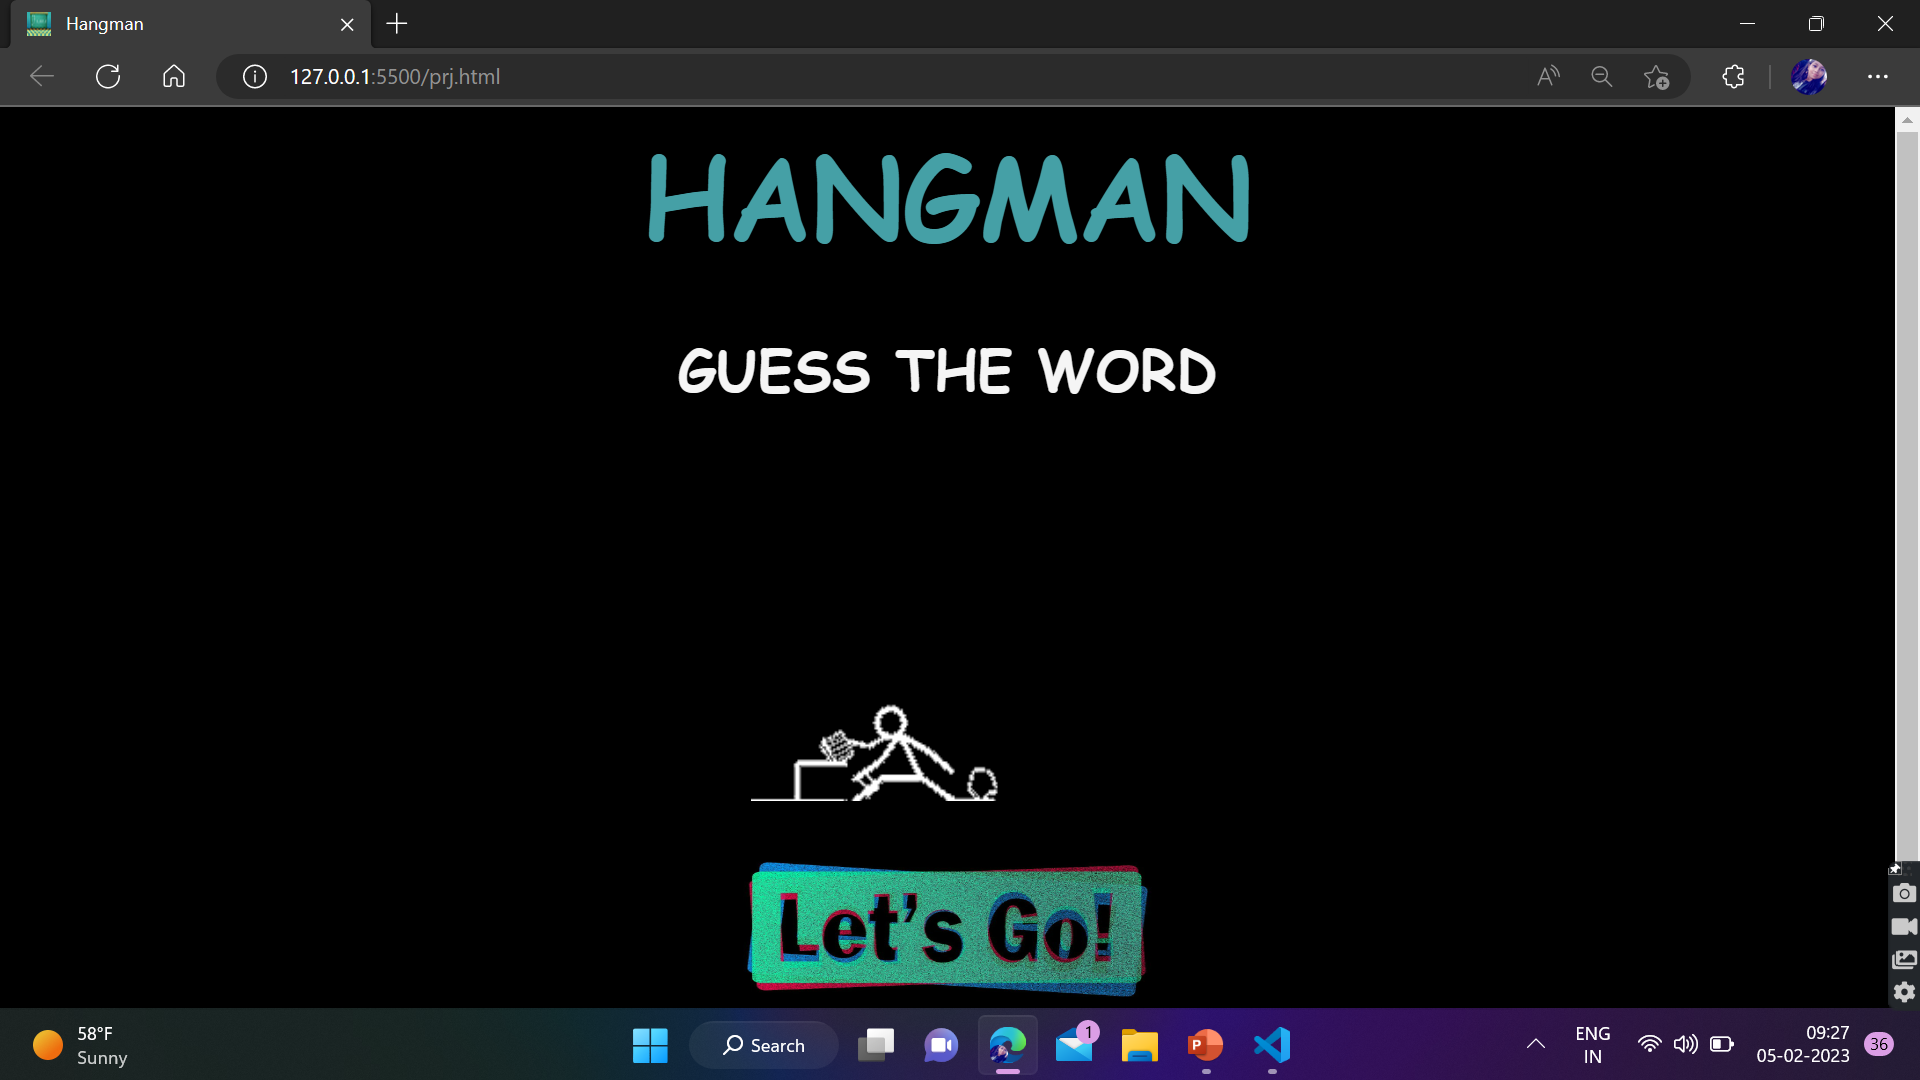 Hangman
127.0.0.1:5500/prj.html
HANGMAN
GUESS THE WORD
Let's Go!
58°F
Sunny
Search
1
ENG
IN
09:27
05-02-2023
36